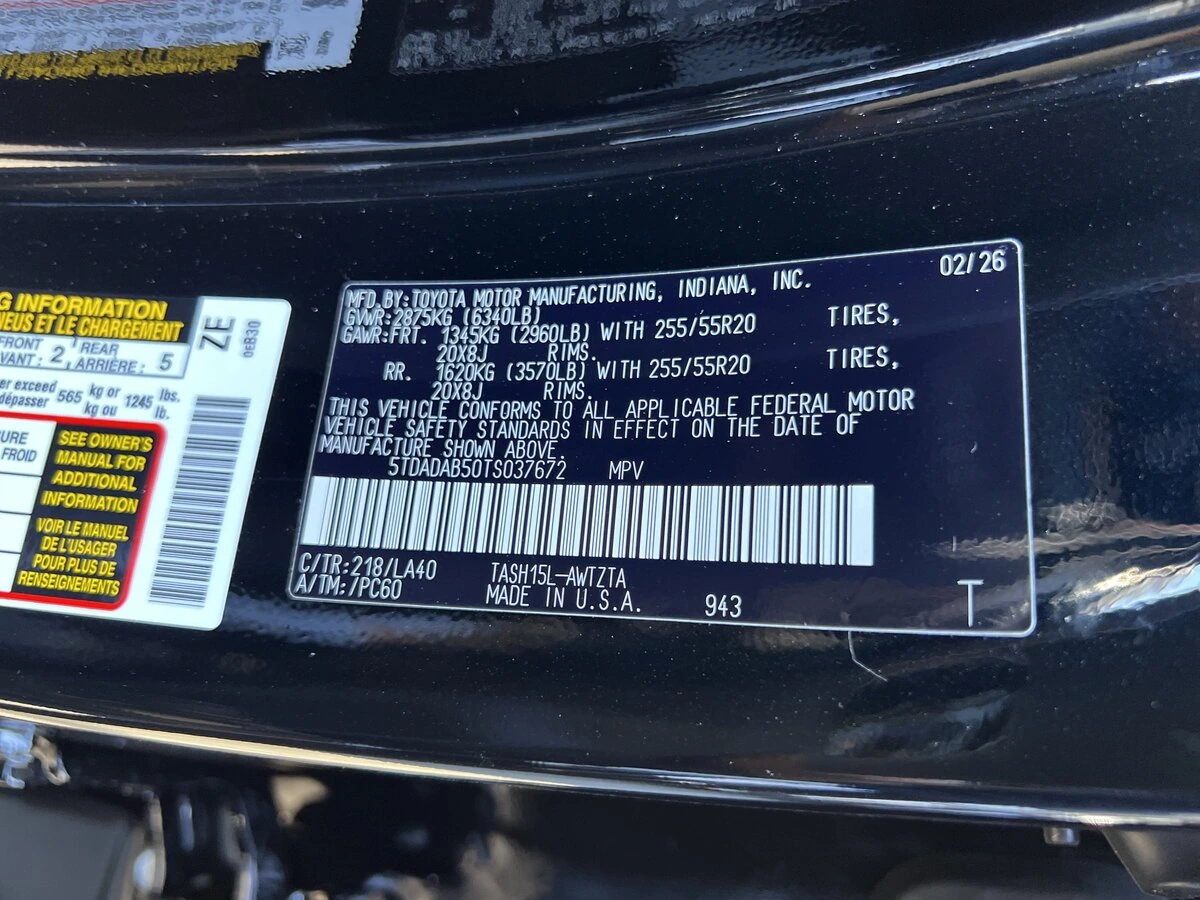 G INFORMATION
NEUS ET LE CHARGEMENT
FRONT
VANT : 2
REAR
ARRIÈRE : 5
er exceed
dépasser 565 kg or
kg ou 1245 lbs.
lb.
URE
FROID
SEE OWNER'S
MANUAL FOR
ADDITIONAL
INFORMATION
VOIR LE MANUEL
DE L'USAGER
POUR PLUS DE
RENSEIGNEMENTS
ZE
0EB30
02/26
MFD.BY:TOYOTA MOTOR MANUFACTURING, INDIANA, INC.
GVWR:2875KG (6340LB)
GAWR:FRT. 1345KG (2960LB) WITH 255/55R20 TIRES,
20X8J RIMS.
RR. 1620KG (3570LB) WITH 255/55R20 TIRES,
20X8J RIMS.
THIS VEHICLE CONFORMS TO ALL APPLICABLE FEDERAL MOTOR
VEHICLE SAFETY STANDARDS IN EFFECT ON THE DATE OF
MANUFACTURE SHOWN ABOVE.
5TDADAB50TS037672 MPV
C/TR:218/LA40 TASH15L-AWTZTA
A/TM: /PC60 MADE IN U.S.A. 943
T